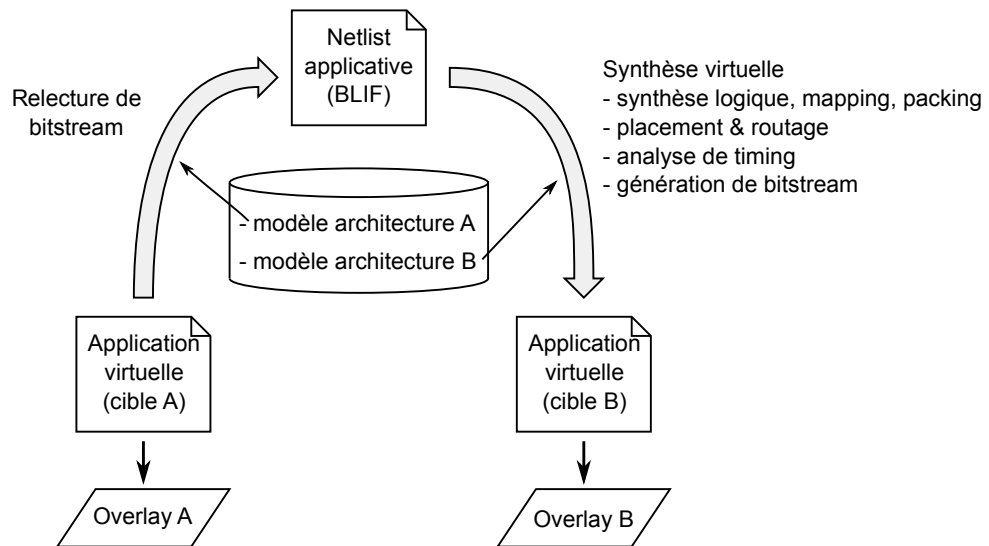 Netlist
applicative
(BLIF)
Relecture de
bitstream
Synthèse virtuelle
- synthèse logique, mapping, packing
- placement & routage
- analyse de timing
- génération de bitstream
- modèle architecture A
- modèle architecture B
Application
virtuelle
(cible A)
Application
virtuelle
(cible B)
Overlay A
Overlay B